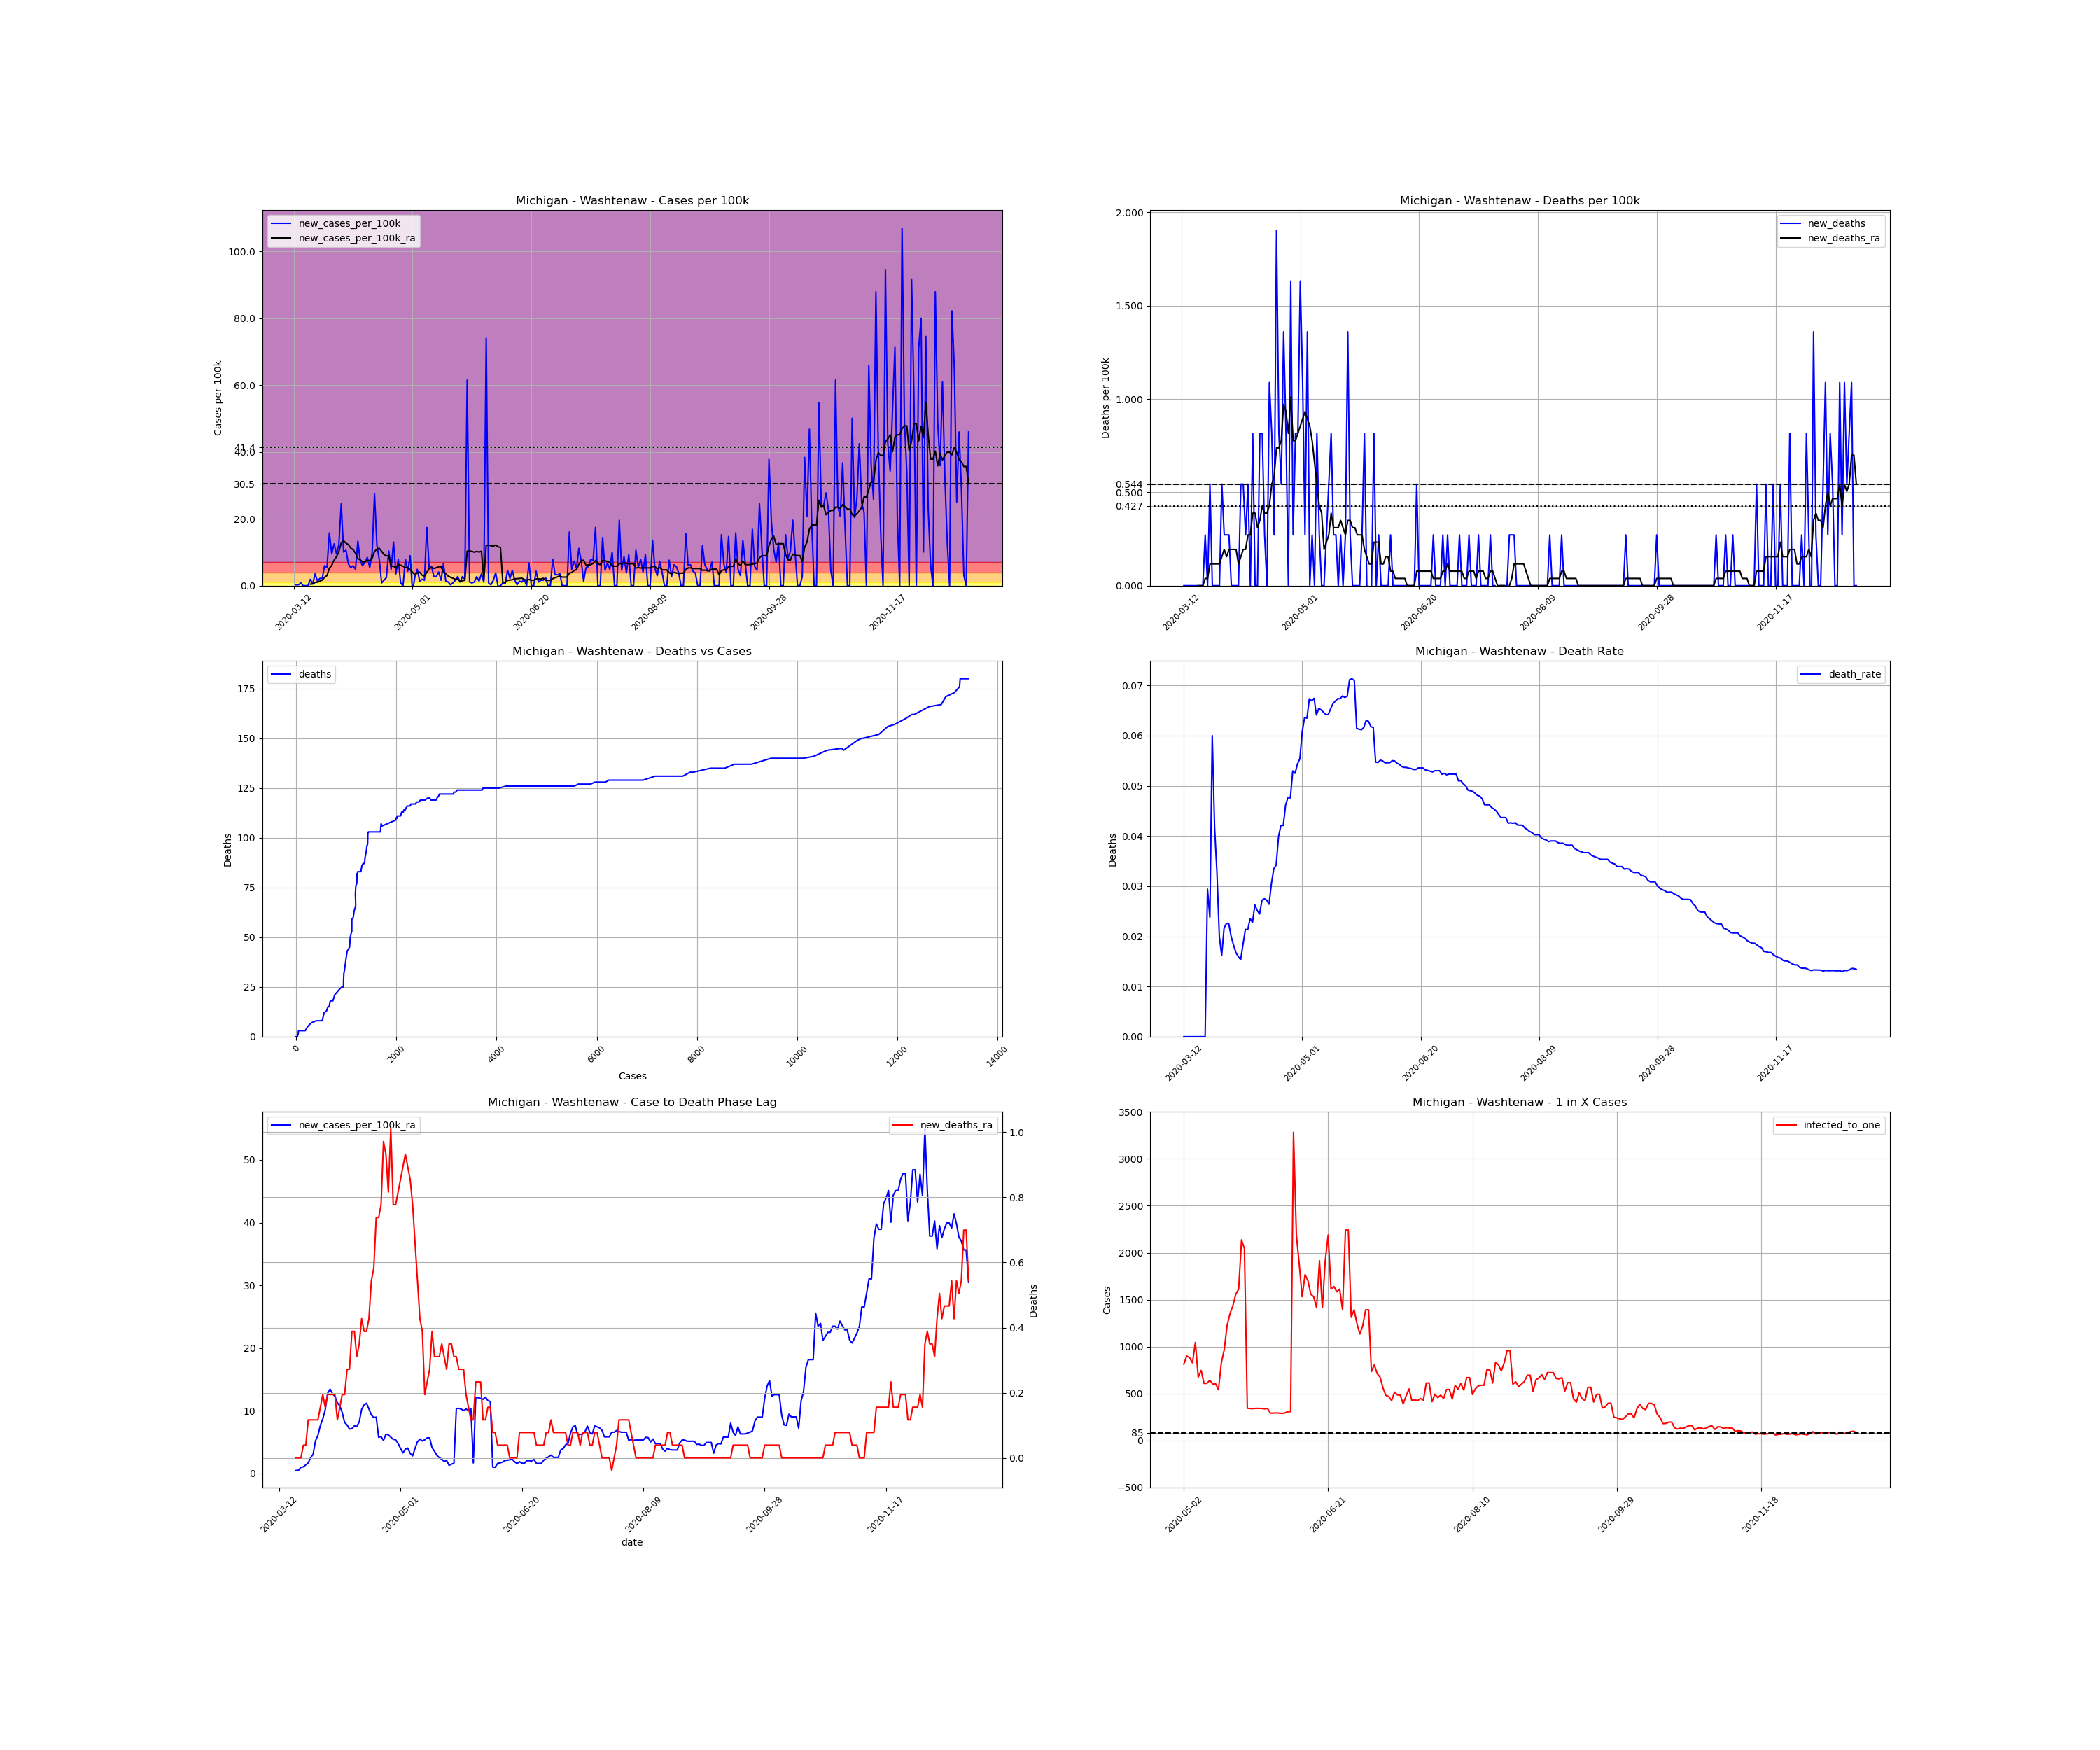 Michigan - Washtenaw - Cases per 100k
new_cases_per_100k
new_cases_per_100k_ra
Cases per 100k
100.0
80.0
60.0
41.4
40.0
30.5
20.0
0.0
2020-03-12 2020-05-01 2020-06-20 2020-08-09 2020-09-28 2020-11-17
Michigan - Washtenaw - Deaths per 100k
new_deaths
new_deaths_ra
Deaths per 100k
2.000
1.500
1.000
0.544
0.500
0.427
0.000
2020-03-12 2020-05-01 2020-06-20 2020-08-09 2020-09-28 2020-11-17
Michigan - Washtenaw - Deaths vs Cases
deaths
Deaths
175
150
125
100
75
50
25
0
0 2000 4000 6000 8000 10000 12000 14000
Cases
Michigan - Washtenaw - Death Rate
death_rate
Deaths
0.07
0.06
0.05
0.04
0.03
0.02
0.01
0.00
2020-03-12 2020-05-01 2020-06-20 2020-08-09 2020-09-28 2020-11-17
Michigan - Washtenaw - Case to Death Phase Lag
new_cases_per_100k_ra
new_deaths_ra
50
40
30
20
10
0
1.0
0.8
0.6
0.4
0.2
0.0
Deaths
2020-03-12 2020-05-01 2020-06-20 2020-08-09 2020-09-28 2020-11-17
date
Michigan - Washtenaw - 1 in X Cases
infected_to_one
Cases
3500
3000
2500
2000
1500
1000
500
85
0
−500
2020-05-02 2020-06-21 2020-08-10 2020-09-29 2020-11-18